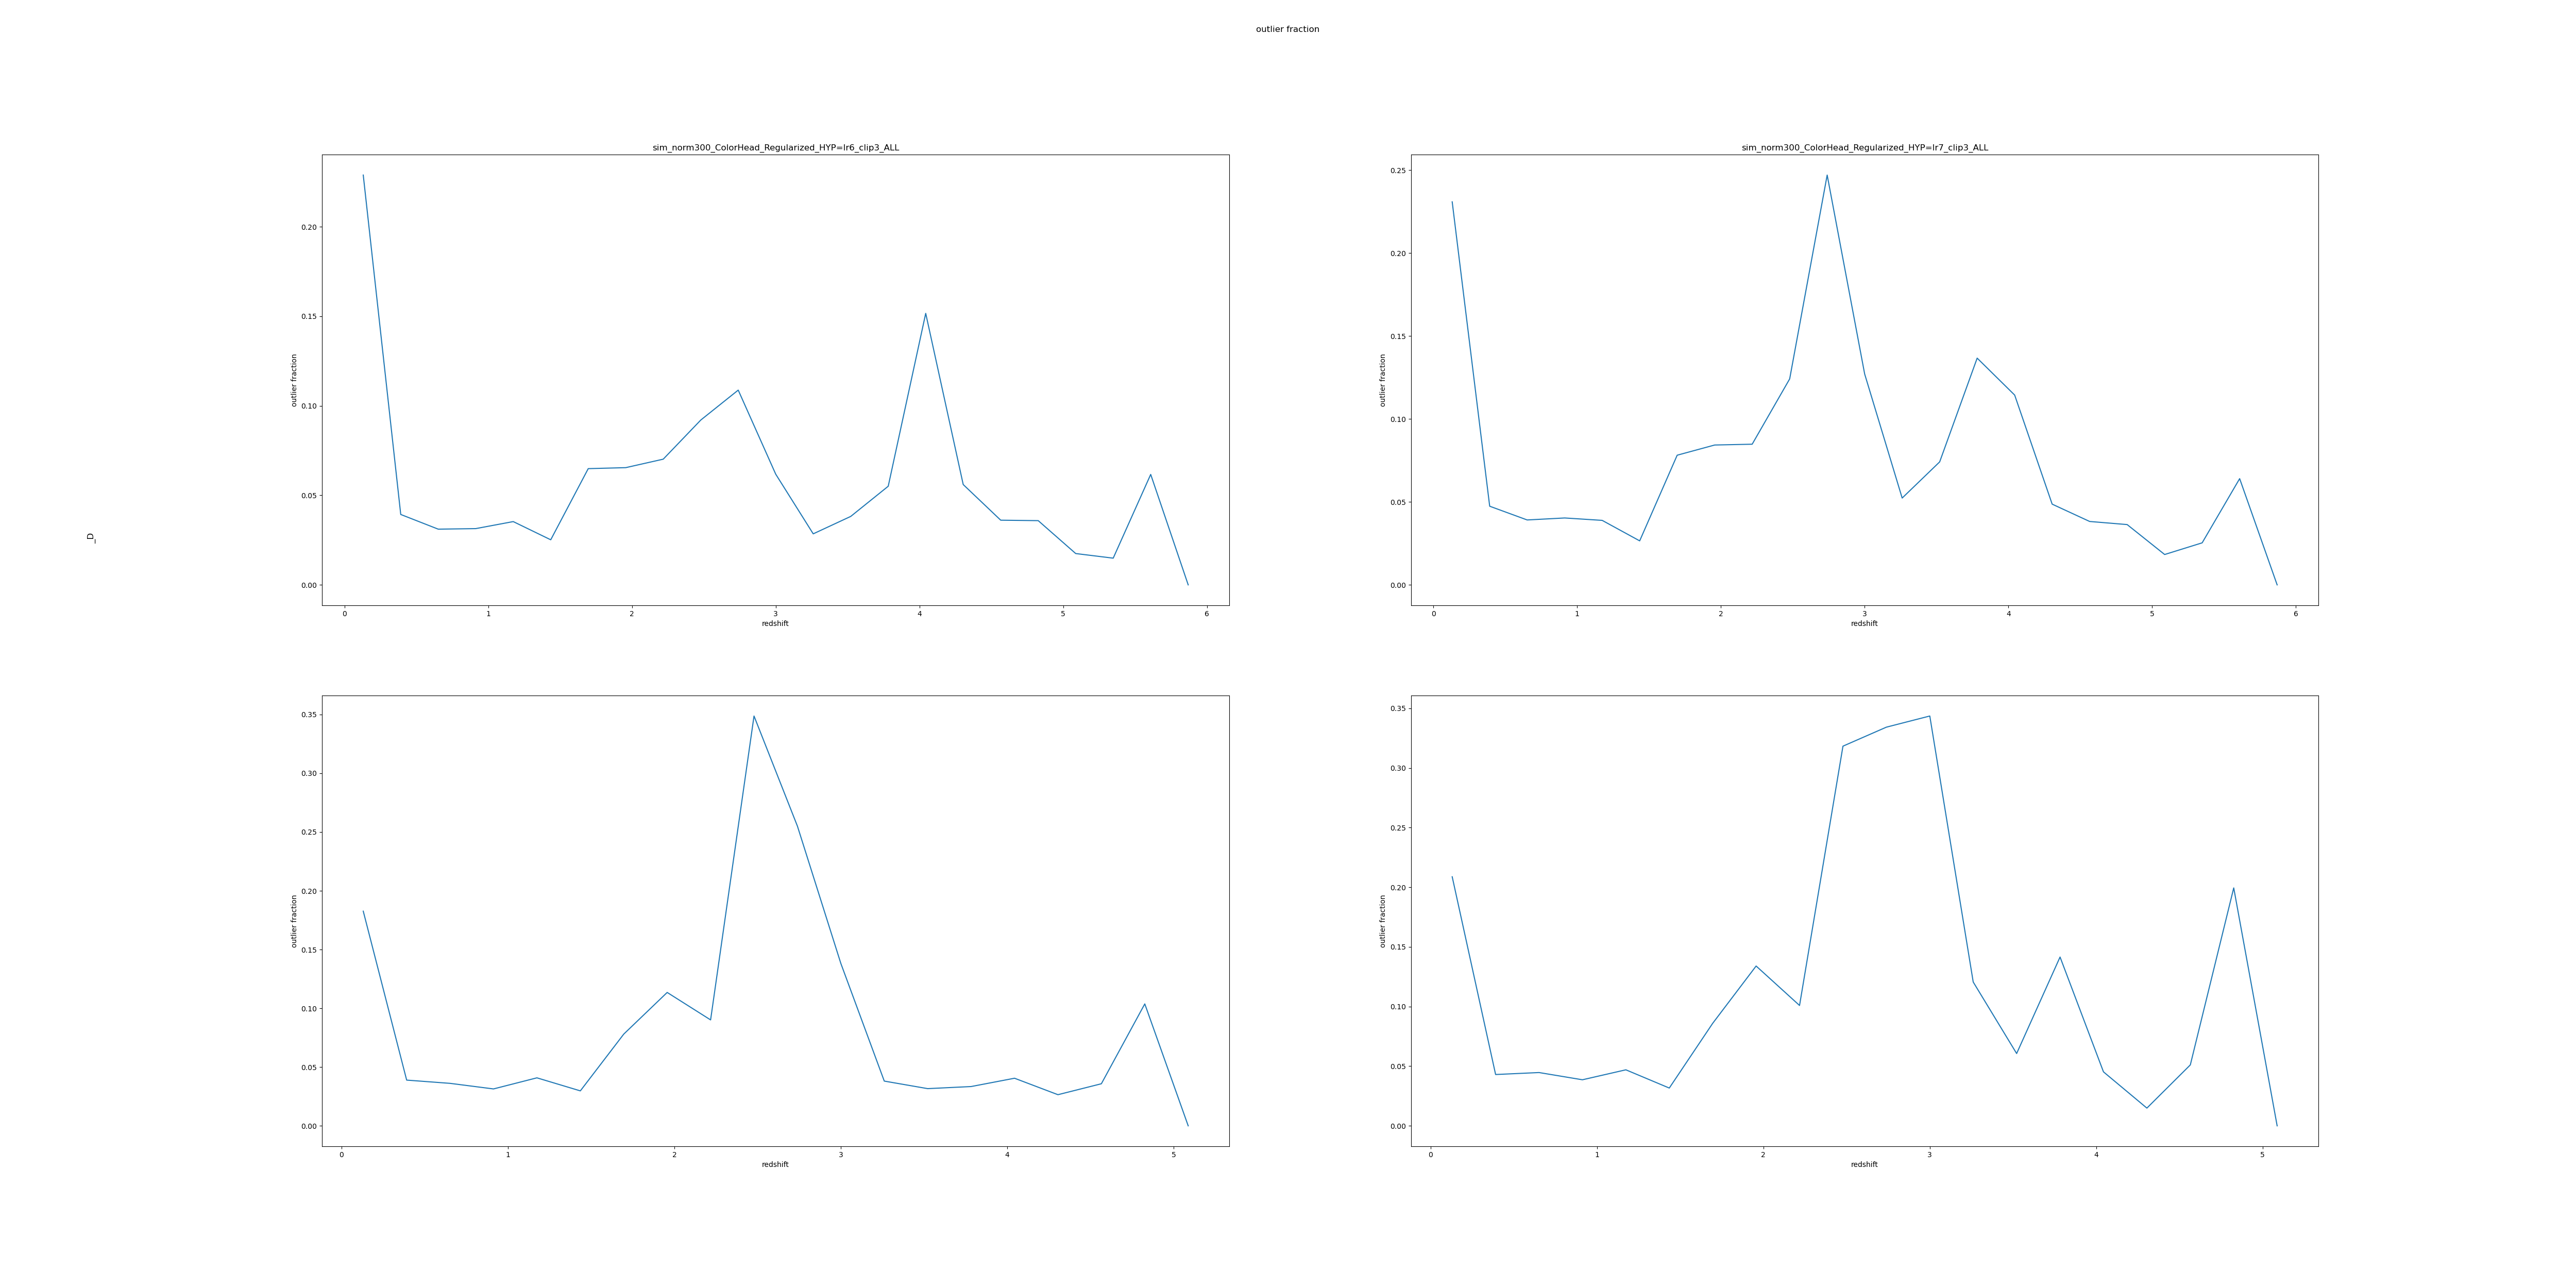 outlier fraction
_D
sim_norm300_ColorHead_Regularized_HYP=lr6_clip3_ALL
outlier fraction
0.20
0.15
0.10
0.05
0.00
0 1 2 3 4 5 6
redshift
sim_norm300_ColorHead_Regularized_HYP=lr7_clip3_ALL
outlier fraction
0.25
0.20
0.15
0.10
0.05
0.00
0 1 2 3 4 5 6
redshift
outlier fraction
0.35
0.30
0.25
0.20
0.15
0.10
0.05
0.00
0 1 2 3 4 5
redshift
outlier fraction
0.35
0.30
0.25
0.20
0.15
0.10
0.05
0.00
0 1 2 3 4 5
redshift